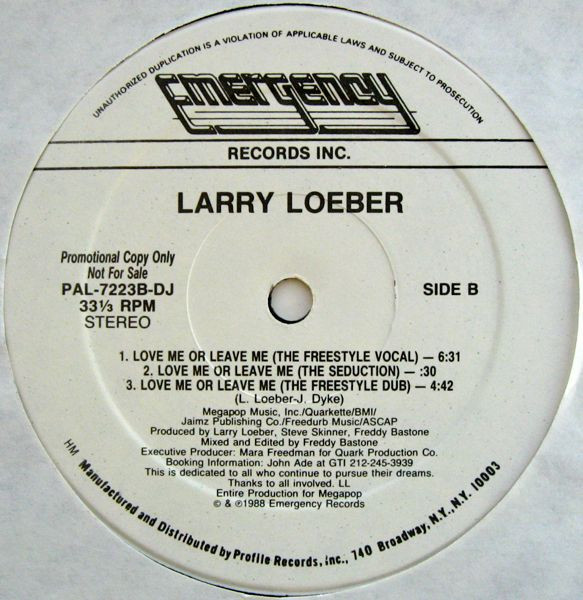 UNAUTHORIZED DUPLICATION IS A VIOLATION OF APPLICABLE LAWS AND SUBJECT TO PROSECUTION
Emergency
RECORDS INC.
LARRY LOEBER
Promotional Copy Only
Not For Sale
PAL-7223B-DJ
33⅓ RPM
STEREO
SIDE B
1. LOVE ME OR LEAVE ME (THE FREESTYLE VOCAL) — 6:31
2. LOVE ME OR LEAVE ME (THE SEDUCTION) — :30
3. LOVE ME OR LEAVE ME (THE FREESTYLE DUB) — 4:42
(L. Loeber-J. Dyke)
Megapop Music, Inc./Quarkette/BMI/
Jaimz Publishing Co./Freedurb Music/ASCAP
Produced by Larry Loeber, Steve Skinner, Freddy Bastone
Mixed and Edited by Freddy Bastone
Executive Producer: Mara Freedman for Quark Production Co.
Booking Information: John Ade at GTI 212-245-3939
This is dedicated to all who continue to pursue their dreams.
Thanks to all involved. LL
Entire Production for Megapop
© & ℗1988 Emergency Records
HM
Manufactured and Distributed by Profile Records, Inc., 740 Broadway, N.Y., N.Y. 10003